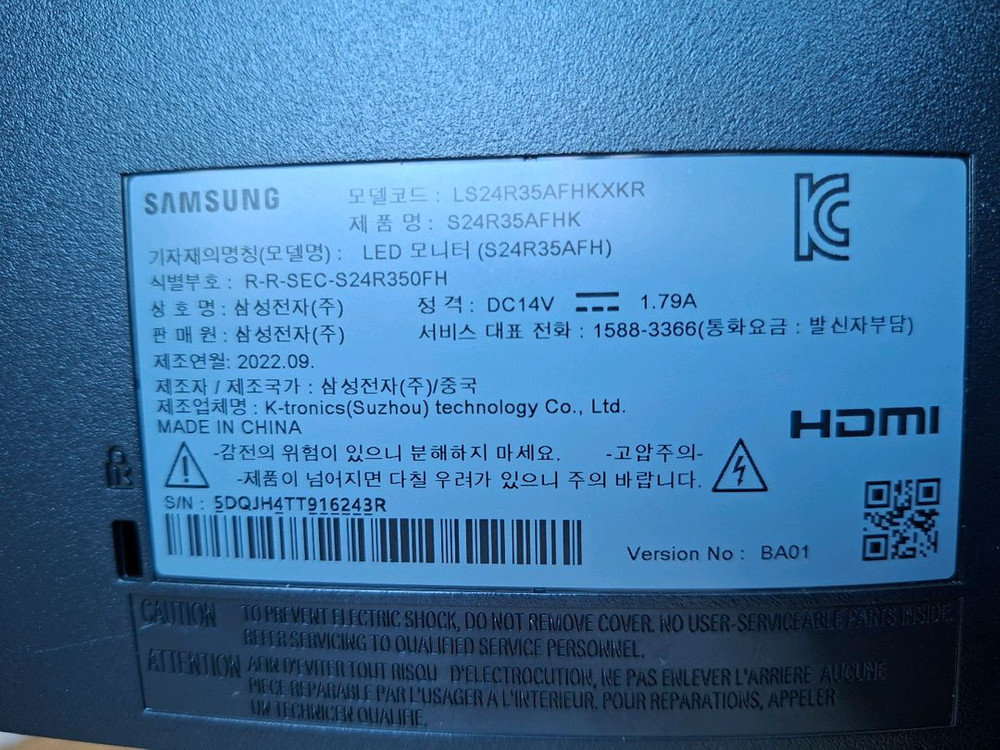 SAMSUNG
모델코드 : LS24R35AFHKXKR
제 품 명 : S24R35AFHK
기자재의명칭(모델명) : LED 모니터 (S24R35AFH)
식별부호 : R-R-SEC-S24R350FH
상 호 명 : 삼성전자(주) 정 격 : DC14V 1.79A
판 매 원 : 삼성전자(주) 서비스 대표 전화 : 1588-3366(통화요금 : 발신자부담)
제조연월: 2022.09.
제조자 / 제조국가 : 삼성전자(주)/중국
제조업체명 : K-tronics(Suzhou) technology Co., Ltd.
MADE IN CHINA
HDMI
-감전의 위험이 있으니 분해하지 마세요. -고압주의-
-제품이 넘어지면 다칠 우려가 있으니 주의 바랍니다.
S/N : 5DQJH4TT916243R
Version No : BA01
CAUTION TO PREVENT ELECTRIC SHOCK, DO NOT REMOVE COVER. NO USER-SERVICEABLE PARTS INSIDE.
REFER SERVICING TO QUALIFIED SERVICE PERSONNEL.
ATTENTION AFIN D'EVITER TOUT RISOU D'ELECTROCUTION, NE PAS ENLEVER L'ARRIERE AUCUNE
PIECE REPARABLE PAR L'USAGER A L'INTERIEUR. POUR REPARATIONS, APPELER
UN TECHNICEN QUALIFIE.